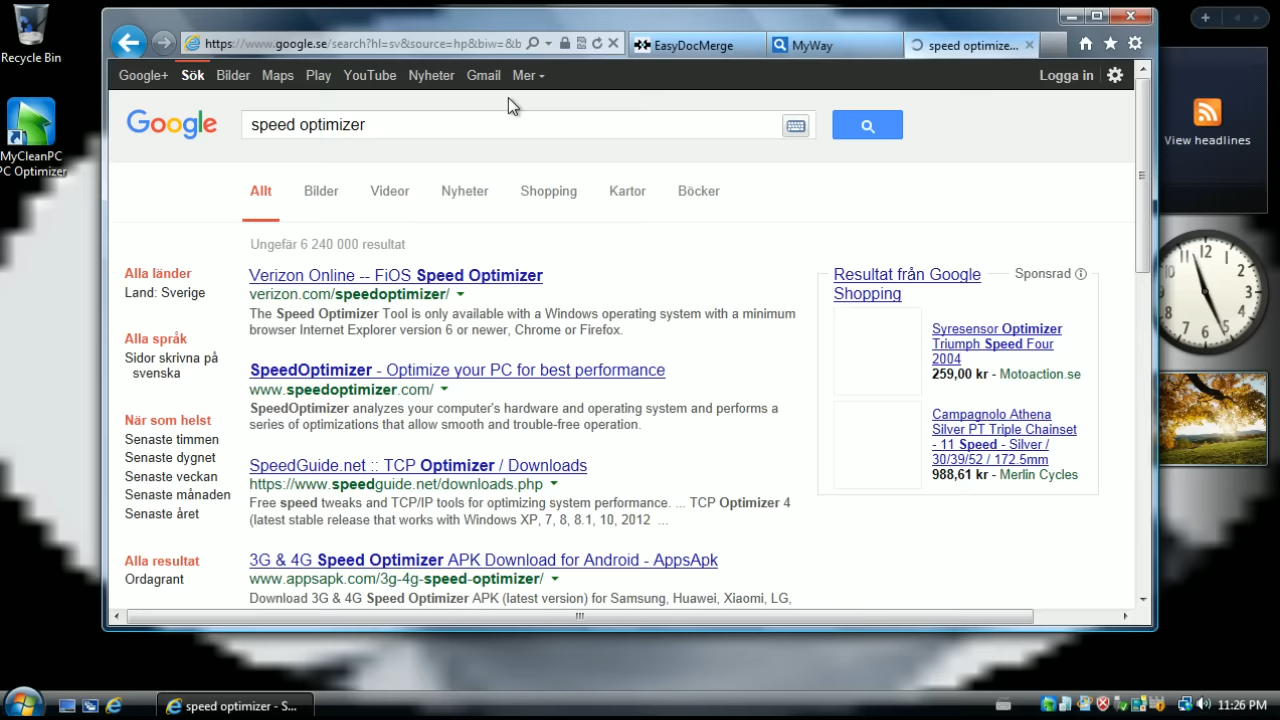 Recycle Bin
MyCleanPC
PC Optimizer
https://www.google.se/search?hl=sv&source=hp&biw=&b
EasyDocMerge
MyWay
speed optimize...
Google+ Sök Bilder Maps Play YouTube Nyheter Gmail Mer
Logga in
Google
speed optimizer
Allt Bilder Videor Nyheter Shopping Kartor Böcker
Ungefär 6 240 000 resultat
Alla länder
Land: Sverige
Alla språk
Sidor skrivna på
svenska
När som helst
Senaste timmen
Senaste dygnet
Senaste veckan
Senaste månaden
Senaste året
Alla resultat
Ordagrant
Verizon Online -- FiOS Speed Optimizer
verizon.com/speedoptimizer/
The Speed Optimizer Tool is only available with a Windows operating system with a minimum
browser Internet Explorer version 6 or newer, Chrome or Firefox.
SpeedOptimizer - Optimize your PC for best performance
www.speedoptimizer.com/
SpeedOptimizer analyzes your computer's hardware and operating system and performs a
series of optimizations that allow smooth and trouble-free operation.
SpeedGuide.net :: TCP Optimizer / Downloads
https://www.speedguide.net/downloads.php
Free speed tweaks and TCP/IP tools for optimizing system performance. ... TCP Optimizer 4
(latest stable release that works with Windows XP, 7, 8, 8.1, 10, 2012 ...
3G & 4G Speed Optimizer APK Download for Android - AppsApk
www.appsapk.com/3g-4g-speed-optimizer/
Download 3G & 4G Speed Optimizer APK (latest version) for Samsung, Huawei, Xiaomi, LG,
Resultat från Google
Shopping
Sponsrad
Syresensor Optimizer
Triumph Speed Four
2004
259,00 kr - Motoaction.se
Campagnolo Athena
Silver PT Triple Chainset
- 11 Speed - Silver /
30/39/52 / 172.5mm
988,61 kr - Merlin Cycles
View headlines
12
1
2
3
4
5
6
7
8
9
10
11
speed optimizer - S...
11:26 PM